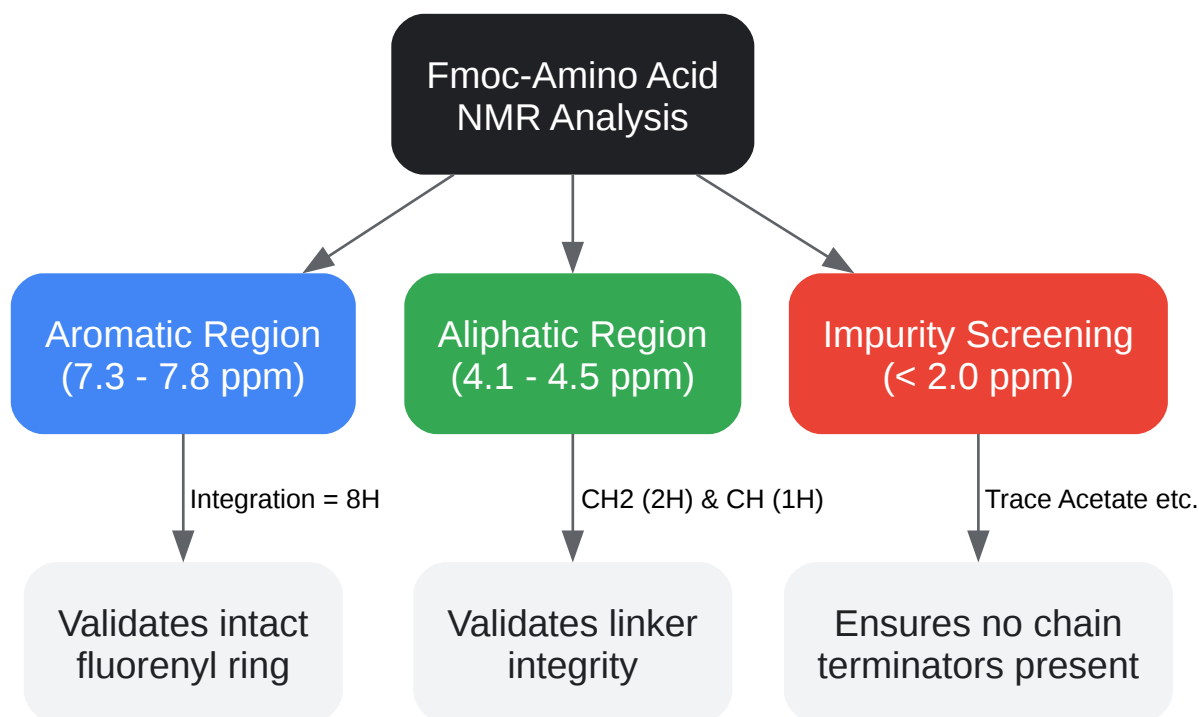 Fmoc-Amino Acid
NMR Analysis
Aromatic Region
(7.3 - 7.8 ppm)
Aliphatic Region
(4.1 - 4.5 ppm)
Impurity Screening
(< 2.0 ppm)
Integration = 8H
CH2 (2H) & CH (1H)
Trace Acetate etc.
Validates intact
fluorenyl ring
Validates linker
integrity
Ensures no chain
terminators present